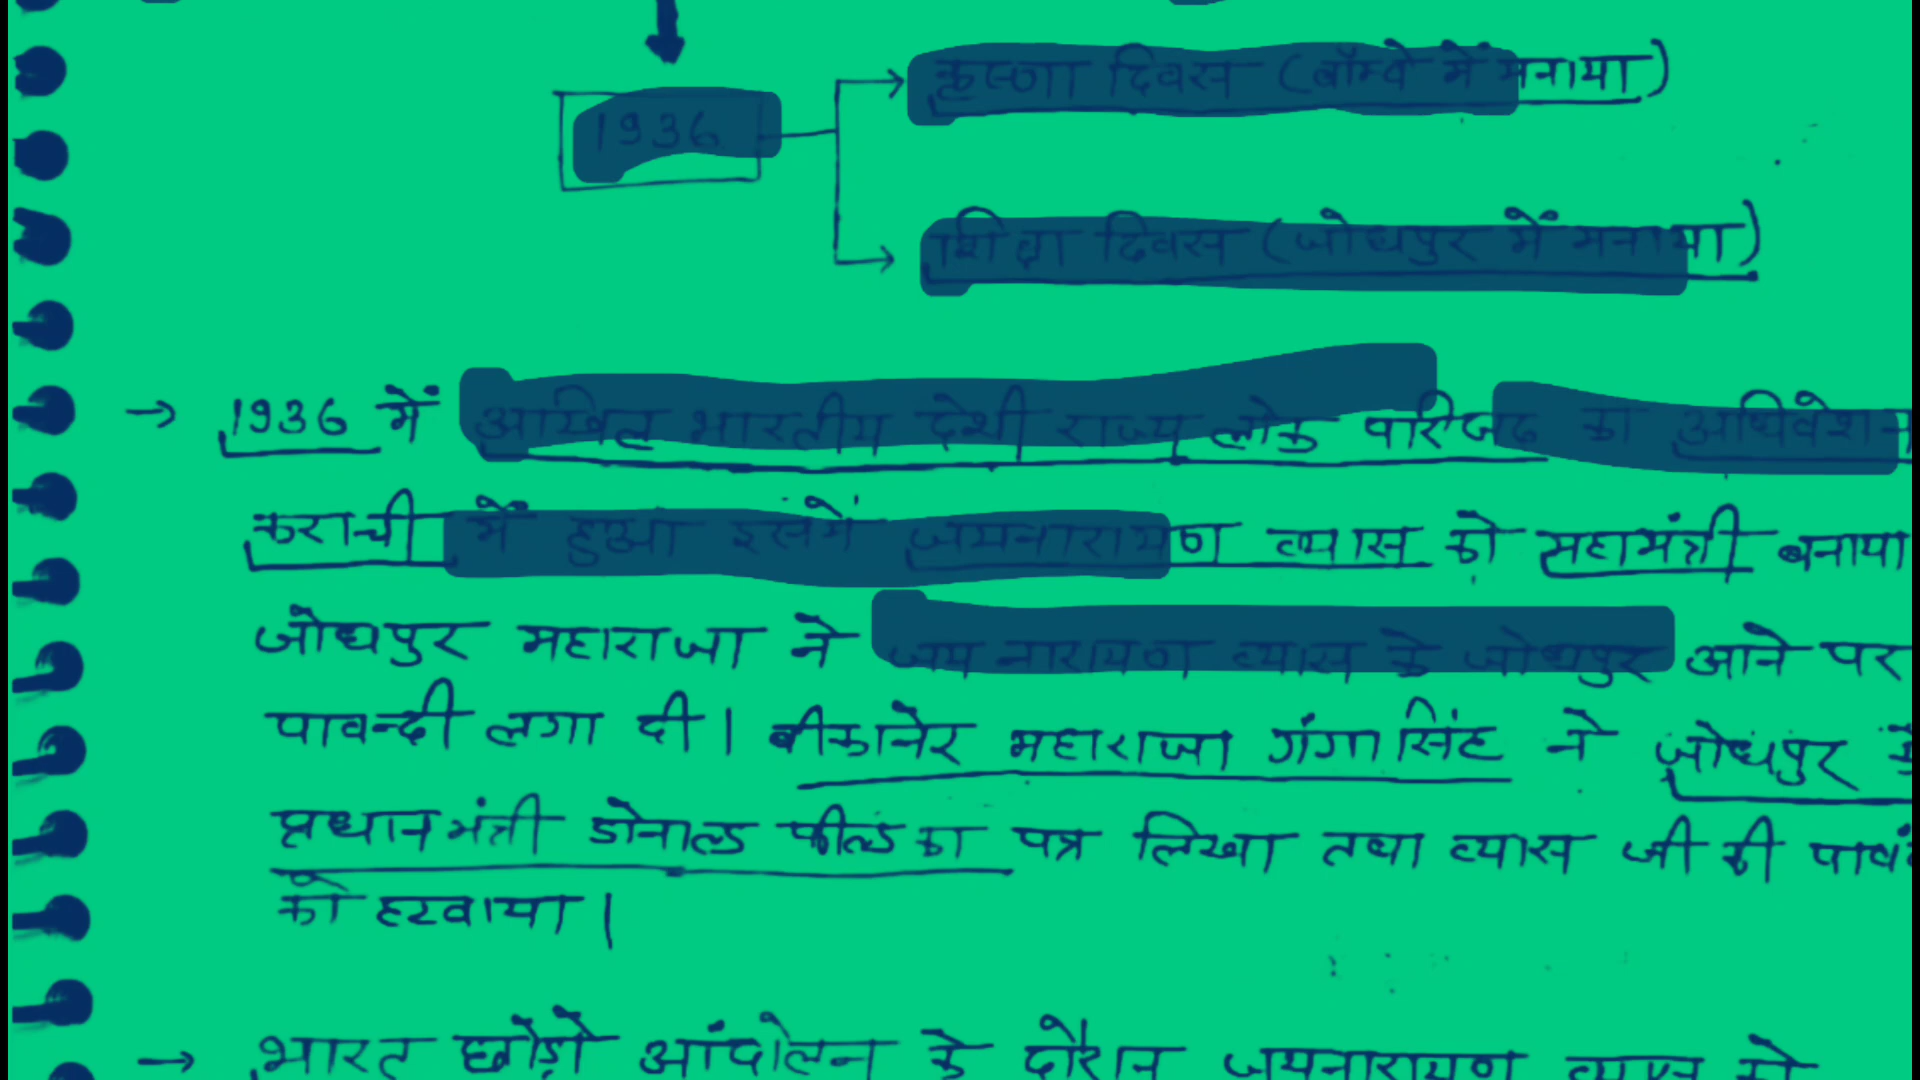 1936
कृष्णा दिवस (बॉम्बे में मनाया)
शिक्षा दिवस (जोधपुर में मनाया)
→ 1936 में अखिल भारतीय देशी राज्य लोक परिषद का अधिवेशन
कराची में हुआ इसमें जयनारायण व्यास को महामंत्री बनाया
जोधपुर महाराजा ने जय नारायण व्यास के जोधपुर आने पर
पाबन्दी लगा दी। बीकानेर महाराजा गंगासिंह ने जोधपुर के
प्रधानमंत्री डोनाल्ड फील्ड का पत्र लिखा तथा व्यास जी की
को हटवाया।
→ भारत छोड़ो आंदोलन के दौरान जयनारायण व्यास को